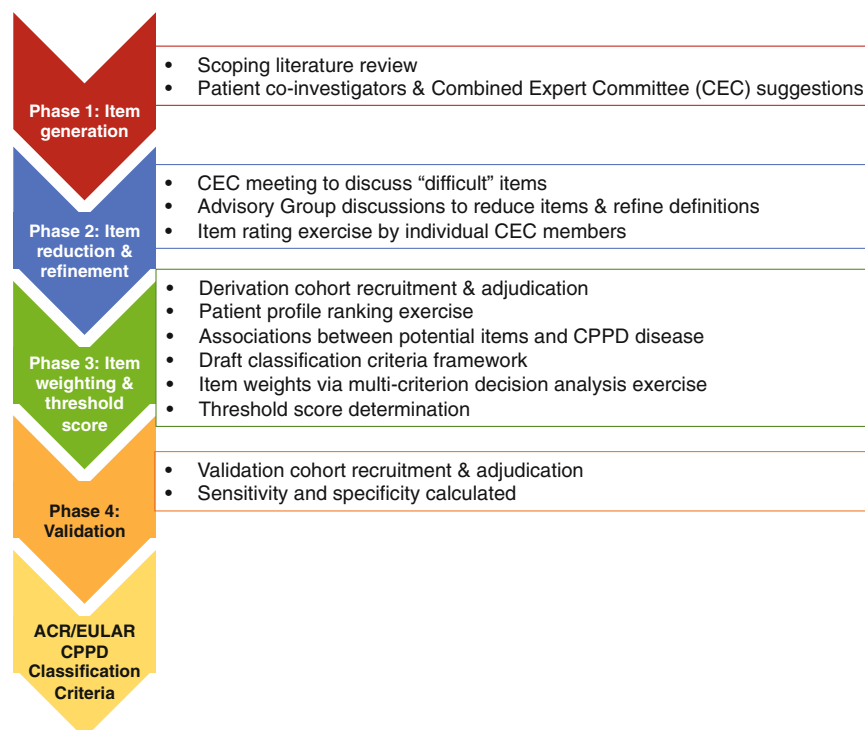 Phase 1: Item
generation
• Scoping literature review
• Patient co-investigators & Combined Expert Committee (CEC) suggestions
Phase 2: Item
reduction &
refinement
• CEC meeting to discuss “difficult” items
• Advisory Group discussions to reduce items & refine definitions
• Item rating exercise by individual CEC members
Phase 3: Item
weighting &
threshold
score
• Derivation cohort recruitment & adjudication
• Patient profile ranking exercise
• Associations between potential items and CPPD disease
• Draft classification criteria framework
• Item weights via multi-criterion decision analysis exercise
• Threshold score determination
Phase 4:
Validation
• Validation cohort recruitment & adjudication
• Sensitivity and specificity calculated
ACR/EULAR
CPPD
Classification
Criteria